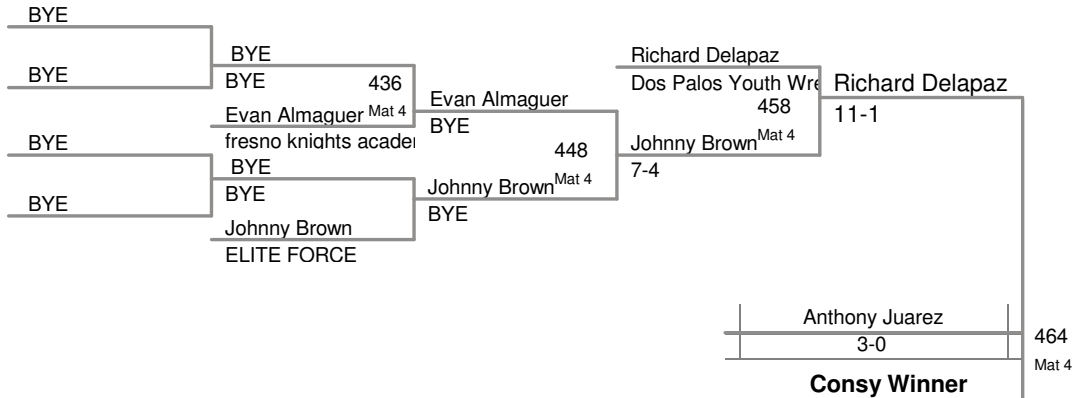 BYE
BYE
BYE
BYE
BYE
BYE
436
Mat 4
Evan Almaguer
fresno knights acade
BYE
BYE
Johnny Brown
ELITE FORCE
Evan Almaguer
BYE
448
Mat 4
Johnny Brown
BYE
Richard Delapaz
Dos Palos Youth Wre
458
Mat 4
Johnny Brown
7-4
Richard Delapaz
11-1
Anthony Juarez
3-0
464
Mat 4
Consy Winner